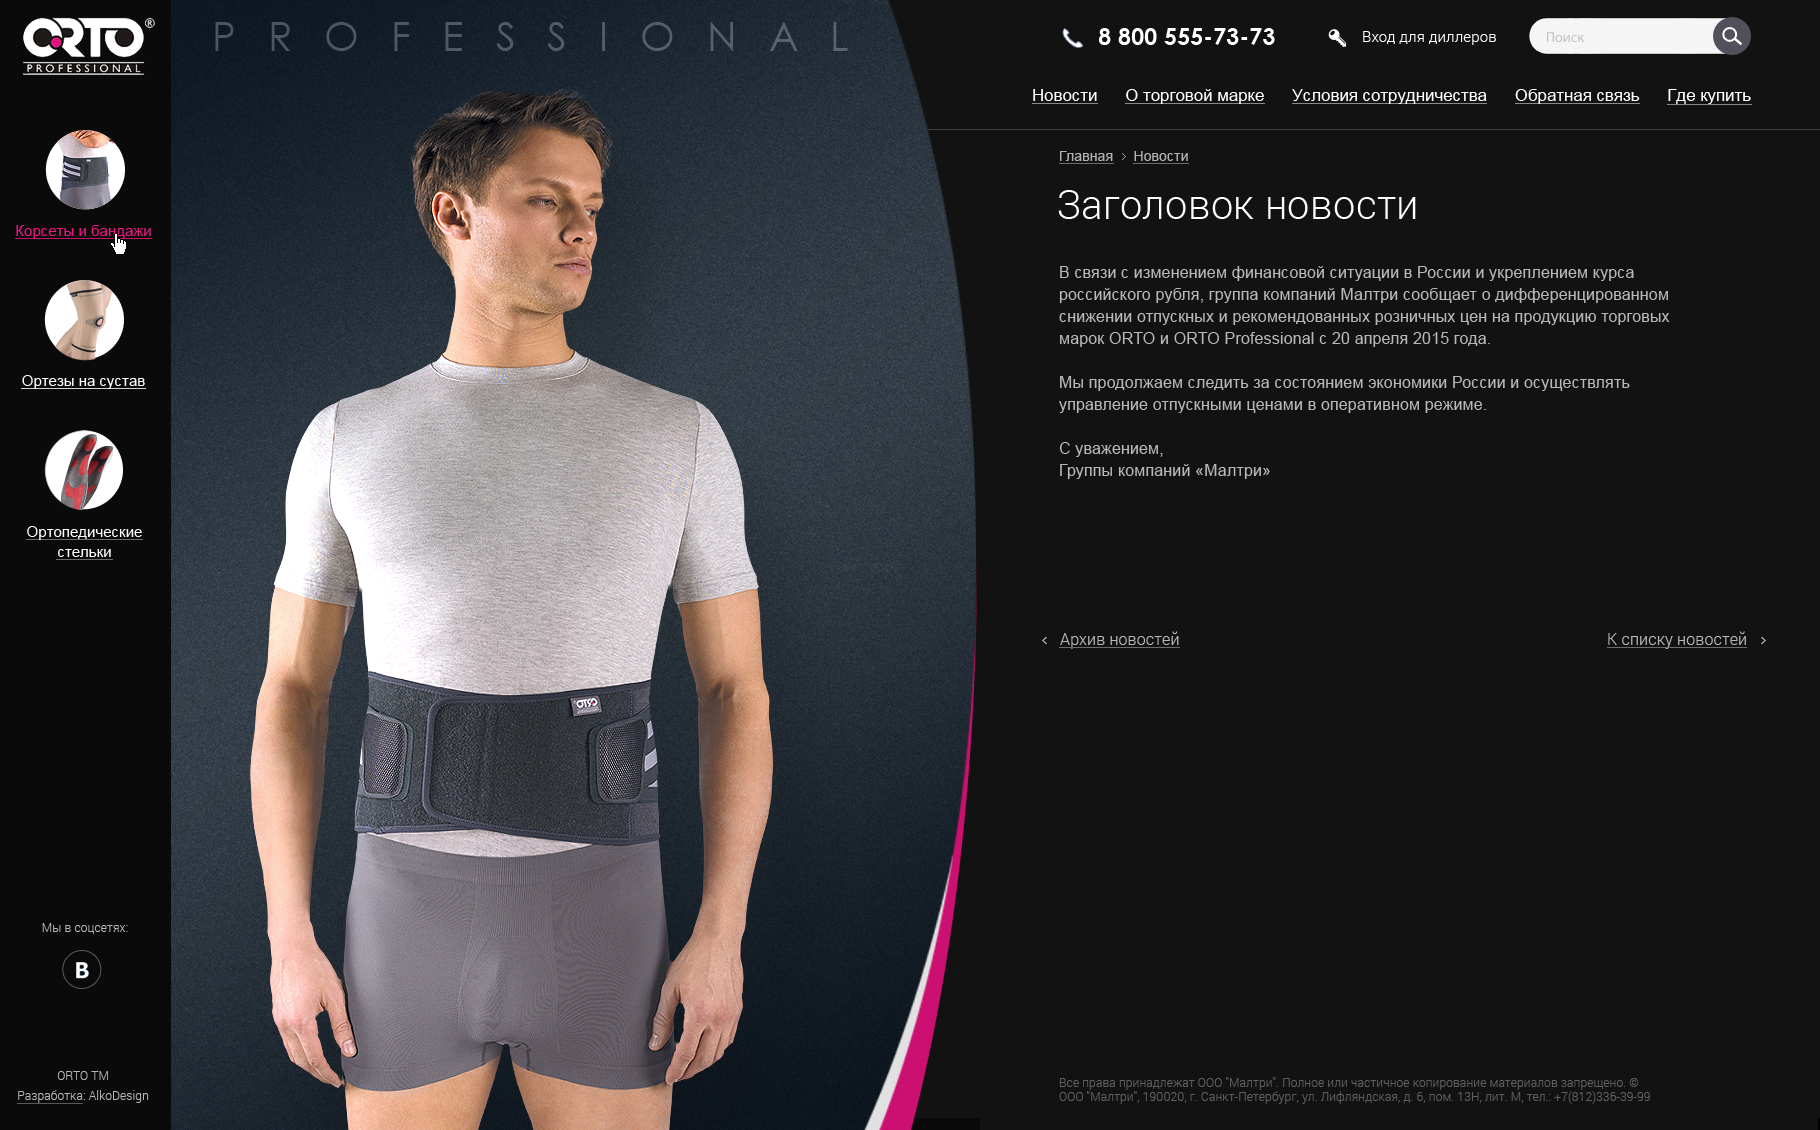 ORTO ®
PROFESSIONAL
PROFESSIONAL
8 800 555-73-73
Вход для диллеров
Поиск
Новости
О торговой марке
Условия сотрудничества
Обратная связь
Где купить
Корсеты и бандажи
Ортезы на сустав
Ортопедические
стельки
Главная > Новости
Заголовок новости
В связи с изменением финансовой ситуации в России и укреплением курса
российского рубля, группа компаний Малтри сообщает о дифференцированном
снижении отпускных и рекомендованных розничных цен на продукцию торговых
марок ORTO и ORTO Professional с 20 апреля 2015 года.
Мы продолжаем следить за состоянием экономики России и осуществлять
управление отпускными ценами в оперативном режиме.
С уважением,
Группы компаний «Малтри»
Архив новостей
К списку новостей
ORTO
Мы в соцсетях:
В
ORTO TM
Разработка: AlkoDesign
Все права принадлежат ООО "Малтри". Полное или частичное копирование материалов запрещено. ©
ООО "Малтри", 190020, г. Санкт-Петербург, ул. Лифляндская, д. 6, пом. 13Н, лит. М, тел.: +7(812)336-39-99